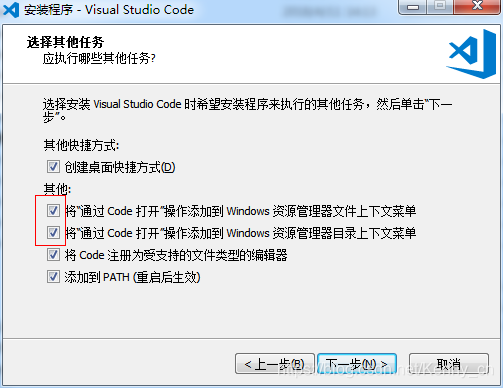 安装程序 - Visual Studio Code
选择其他任务
应执行哪些其他任务?
选择安装 Visual Studio Code 时希望安装程序来执行的其他任务，然后单击“下一
步”。
其他快捷方式:
创建桌面快捷方式(D)
其他:
将“通过 Code 打开”操作添加到 Windows 资源管理器文件上下文菜单
将“通过 Code 打开”操作添加到 Windows 资源管理器目录上下文菜单
将 Code 注册为受支持的文件类型的编辑器
添加到 PATH (重启后生效)
< 上一步(B) 下一步(N) > 取消
https://blog.csdn.net/Kenny_cn